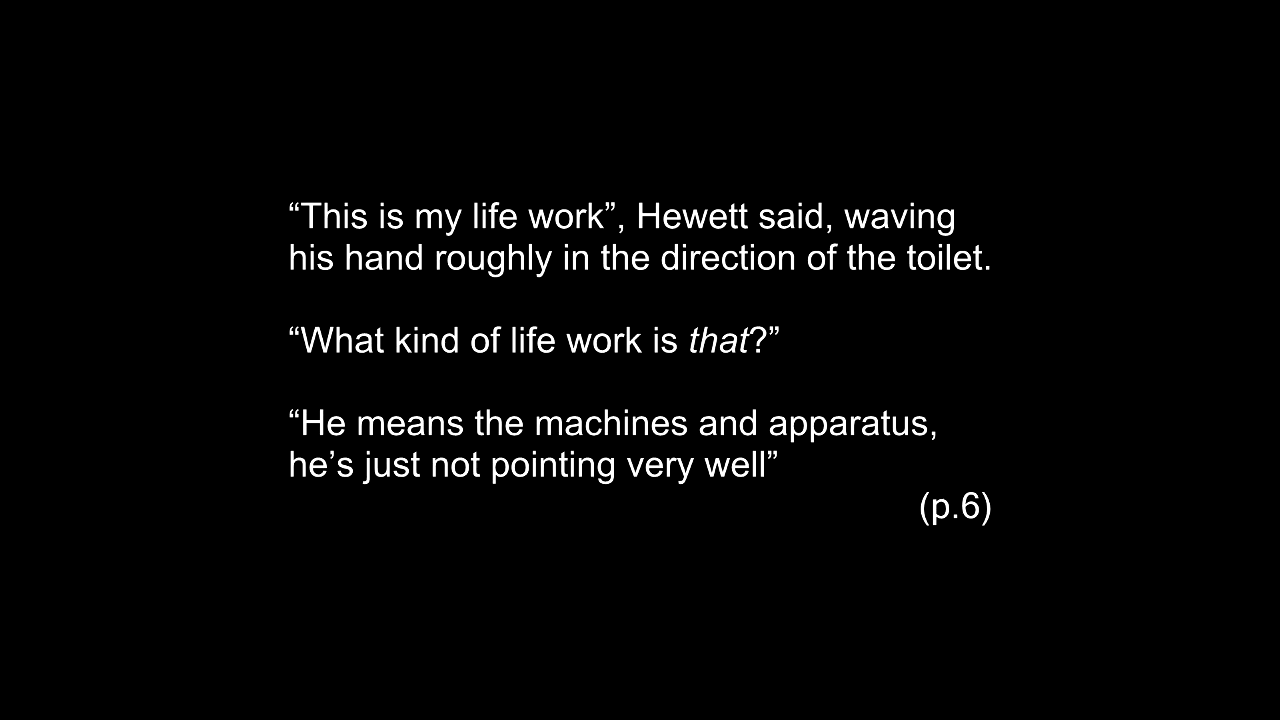 “This is my life work”, Hewett said, waving
his hand roughly in the direction of the toilet.
“What kind of life work is that?”
“He means the machines and apparatus,
he’s just not pointing very well”
(p.6)